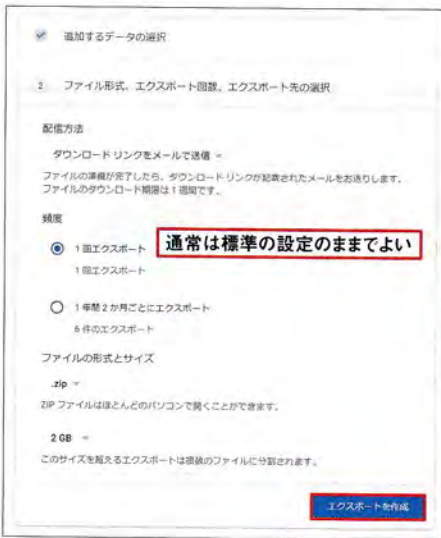 追加するデータの選択
2 ファイル形式、エクスポート回数、エクスポート先の選択
配信方法
ダウンロード リンクをメールで送信
ファイルの準備が完了したら、ダウンロード リンクが記載されたメールをお送りします。
ファイルのダウンロード期限は1週間です。
頻度
1 回エクスポート
通常は標準の設定のままでよい
1 回エクスポート
1 年間 2 か月ごとにエクスポート
6 件のエクスポート
ファイルの形式とサイズ
.zip
ZIP ファイルはほとんどのパソコンで開くことができます。
2 GB
このサイズを超えるエクスポートは複数のファイルに分割されます。
エクスポートを作成